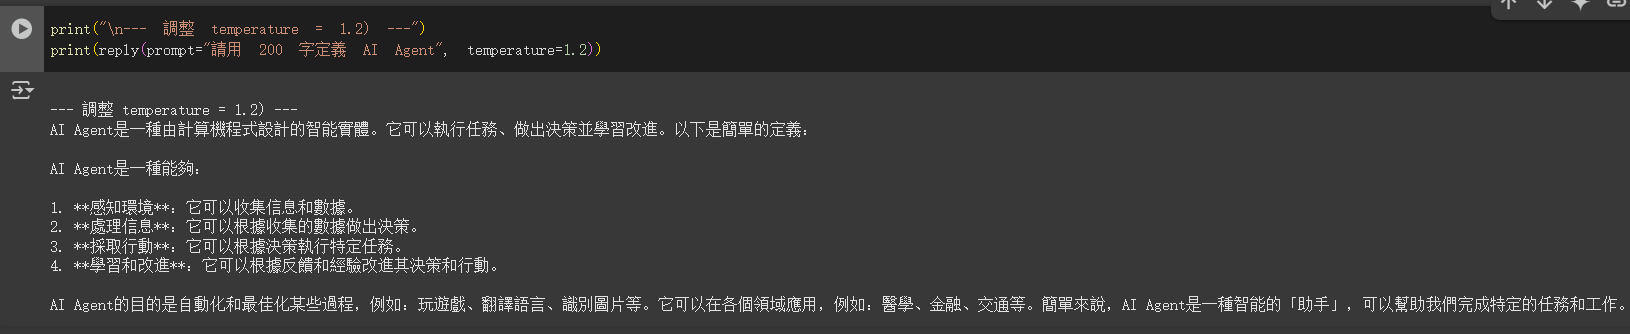 print("\n--- 調整 temperature = 1.2) ---")
print(reply(prompt="請用 200 字定義 AI Agent", temperature=1.2))
--- 調整 temperature = 1.2) ---
AI Agent是一種由計算機程式設計的智能實體。它可以執行任務、做出決策並學習改進。以下是簡單的定義：
AI Agent是一種能夠：
1. **感知環境**：它可以收集信息和數據。
2. **處理信息**：它可以根據收集的數據做出決策。
3. **採取行動**：它可以根據決策執行特定任務。
4. **學習和改進**：它可以根據反饋和經驗改進其決策和行動。
AI Agent的目的是自動化和最佳化某些過程，例如：玩遊戲、翻譯語言、識別圖片等。它可以在各個領域應用，例如：醫學、金融、交通等。簡單來說，AI Agent是一種智能的「助手」，可以幫助我們完成特定的任務和工作。